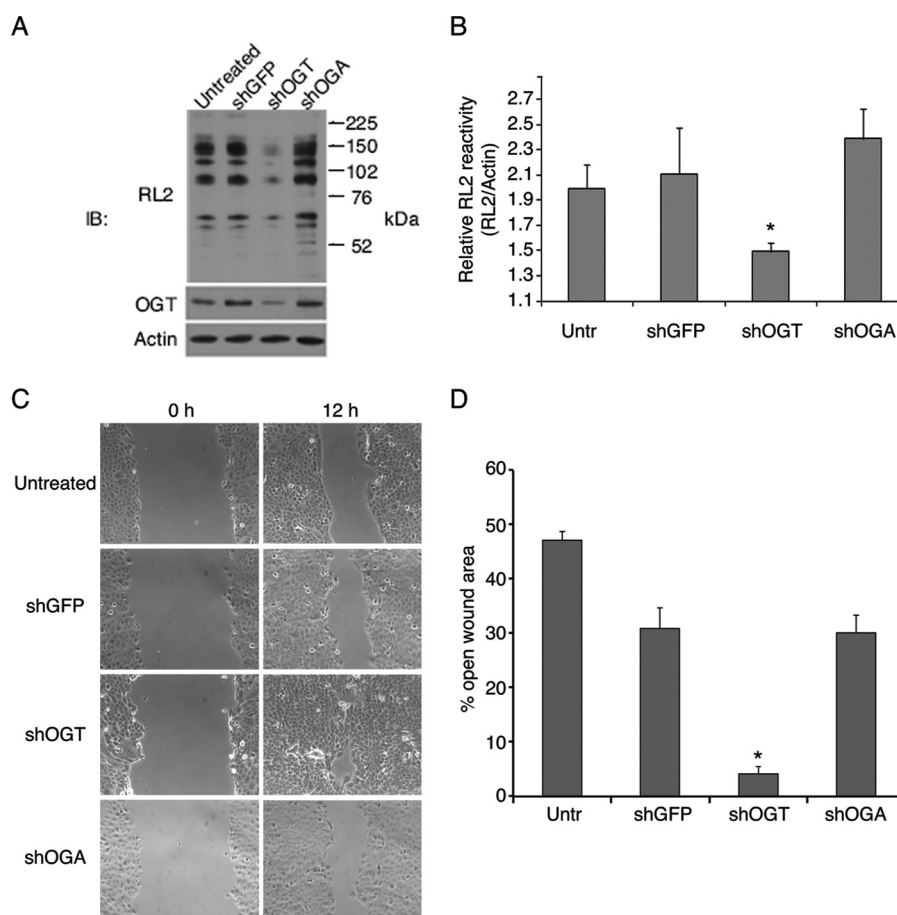 A
Untreated
shGFP
shOGT
shOGA
225
150
102
76
52
kDa
RL2
IB:
OGT
Actin
B
Relative RL2 reactivity
(RL2/Actin)
2.7
2.5
2.3
2.1
1.9
1.7
1.5
1.3
1.1
*
Untr shGFP shOGT shOGA
C
0 h 12 h
Untreated
shGFP
shOGT
shOGA
D
% open wound area
60
50
40
30
20
10
0
*
Untr shGFP shOGT shOGA